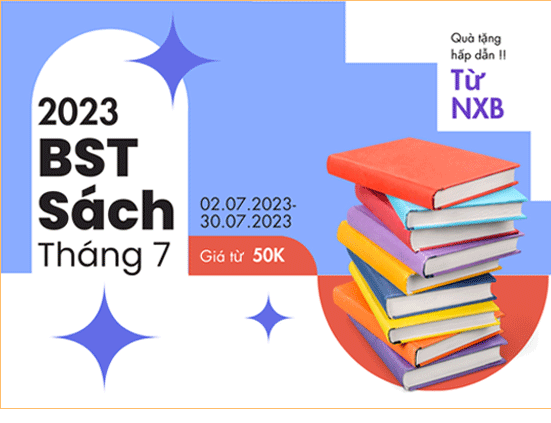 2023
BST
Sách
Tháng 7
02.07.2023-
30.07.2023
Giá từ 50K
Quà tặng
hấp dẫn !!
Từ
NXB